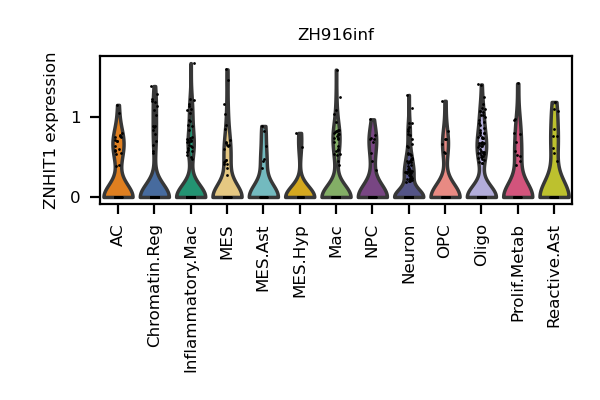 ZH916inf
ZNHIT1 expression
1
0
AC
Chromatin.Reg
Inflammatory.Mac
MES
MES.Ast
MES.Hyp
Mac
NPC
Neuron
OPC
Oligo
Prolif.Metab
Reactive.Ast